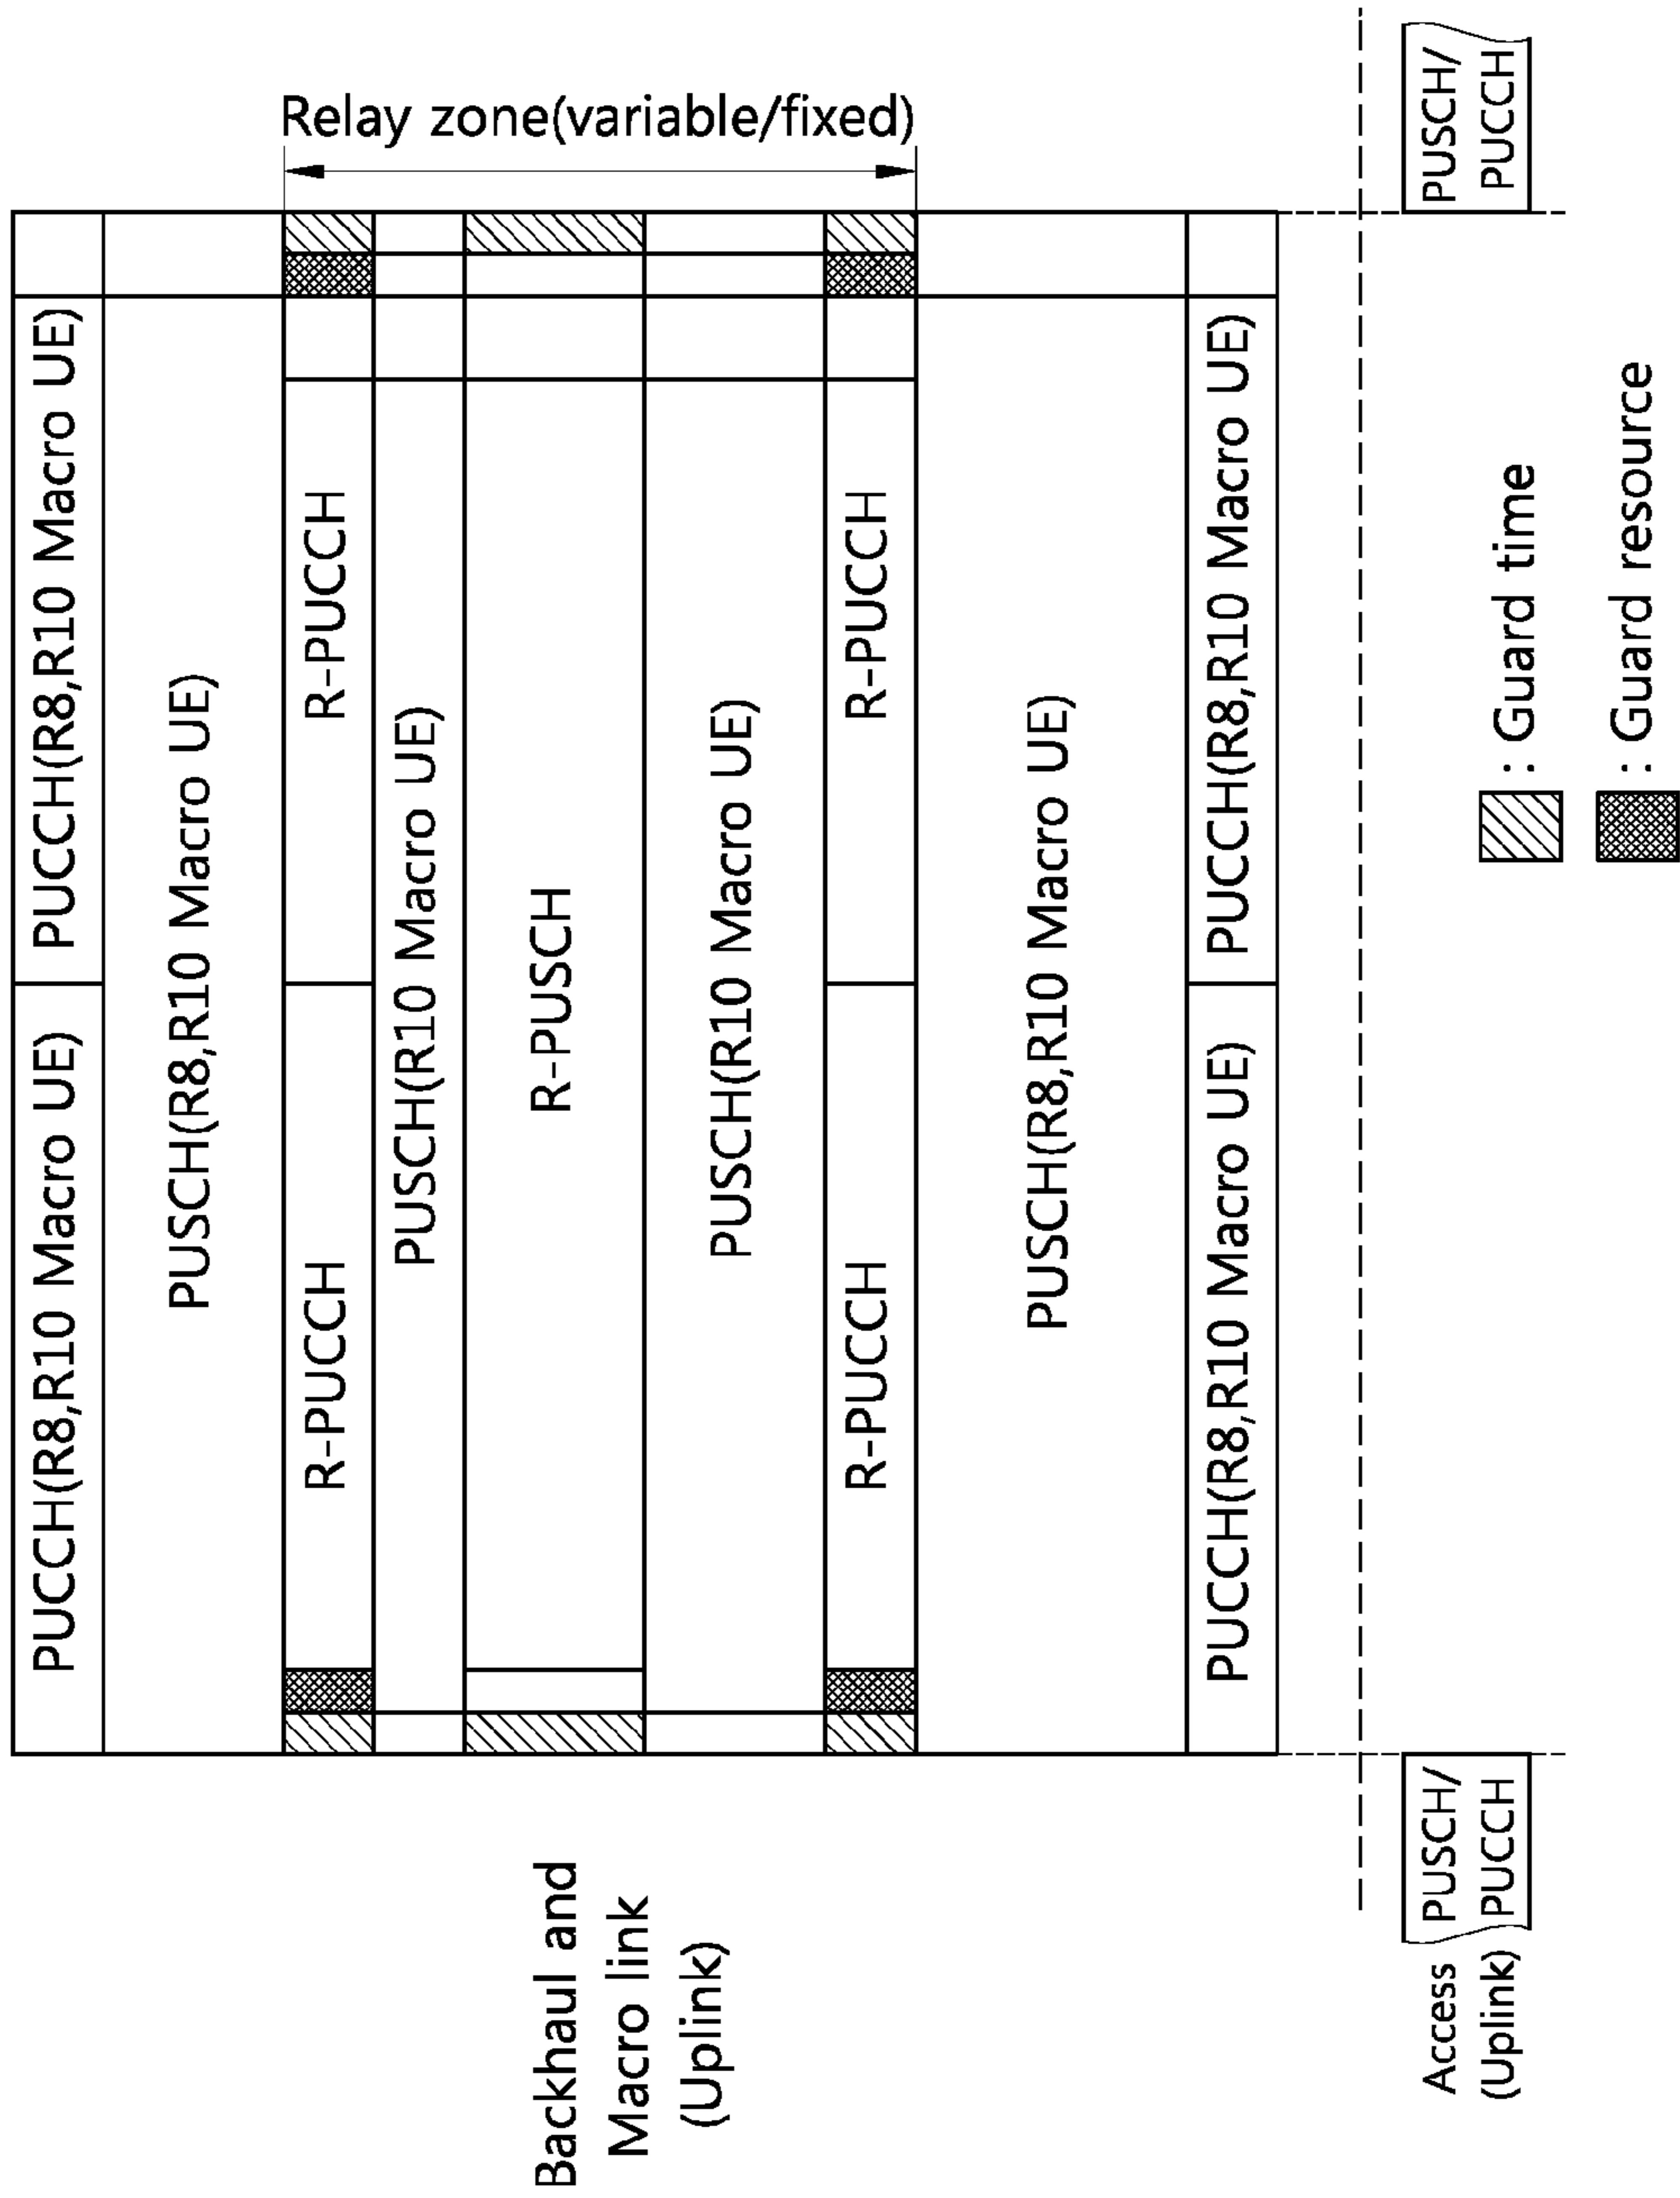 PUCCH(R8,R10 Macro UE)
PUCCH(R8,R10 Macro UE)
PUSCH(R8,R10 Macro UE)
R-PUCCH
R-PUCCH
PUSCH(R10 Macro UE)
Backhaul and
Macro link
(Uplink)
R-PUSCH
Relay zone(variable/fixed)
PUSCH(R10 Macro UE)
R-PUCCH
R-PUCCH
PUSCH(R8,R10 Macro UE)
PUCCH(R8,R10 Macro UE)
PUCCH(R8,R10 Macro UE)
Access
(Uplink)
PUSCH/
PUCCH
PUSCH/
PUCCH
: Guard time
: Guard resource